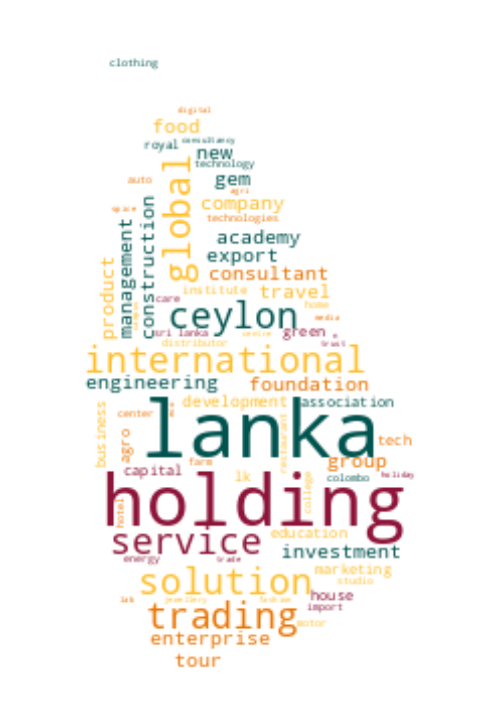 clothing
digital
food
consultancy
royal
new
technology
global
auto
gem
agri
construction
company
spice
technologies
management
academy
export
product
consultant
institute
travel
care
home
ceylon
media
sri lanka
centre
green
distributor
trust
international
engineering
foundation
business
development
association
lanka
center
restaurant
tech
agro
group
farm
capital
holiday
lk
colombo
college
holding
hotel
education
service
investment
energy
trade
marketing
solution
studio
house
lab
jewellery
fashion
import
trading
motor
enterprise
tour